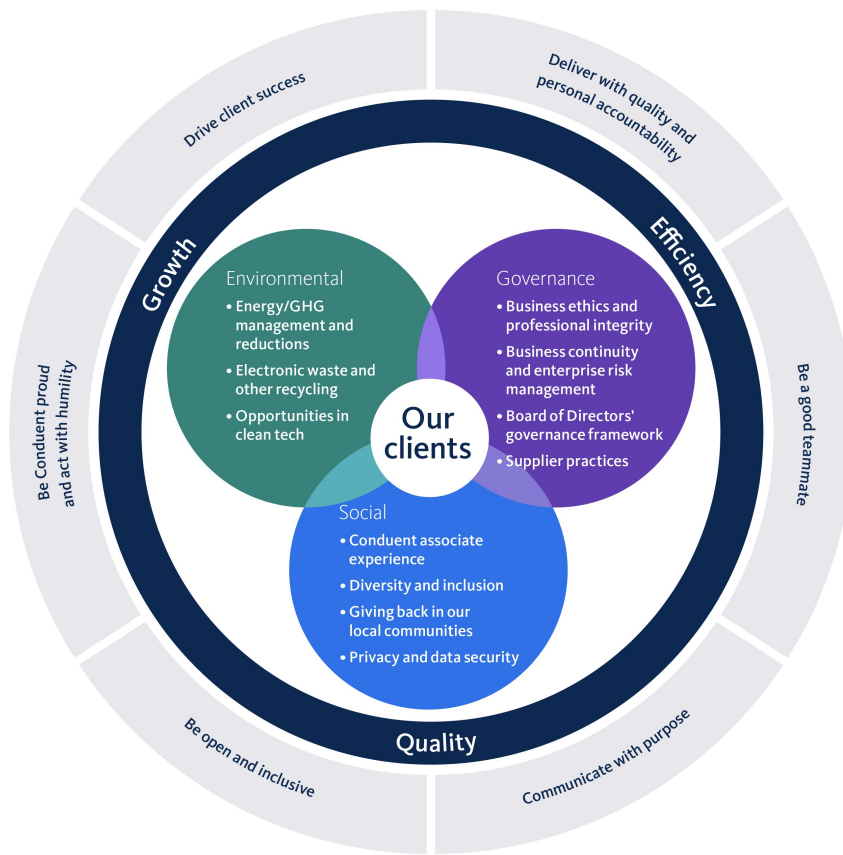 Drive client success
Deliver with quality and
personal accountability
Growth
Efficiency
Environmental
• Energy/GHG
management and
reductions
• Electronic waste and
other recycling
• Opportunities in
clean tech
Governance
• Business ethics and
professional integrity
• Business continuity
and enterprise risk
management
• Board of Directors'
governance framework
• Supplier practices
Our
clients
Be Conduent proud
and act with humility
Be a good teammate
Social
• Conduent associate
experience
• Diversity and inclusion
• Giving back in our
local communities
• Privacy and data security
Quality
Be open and inclusive
Communicate with purpose